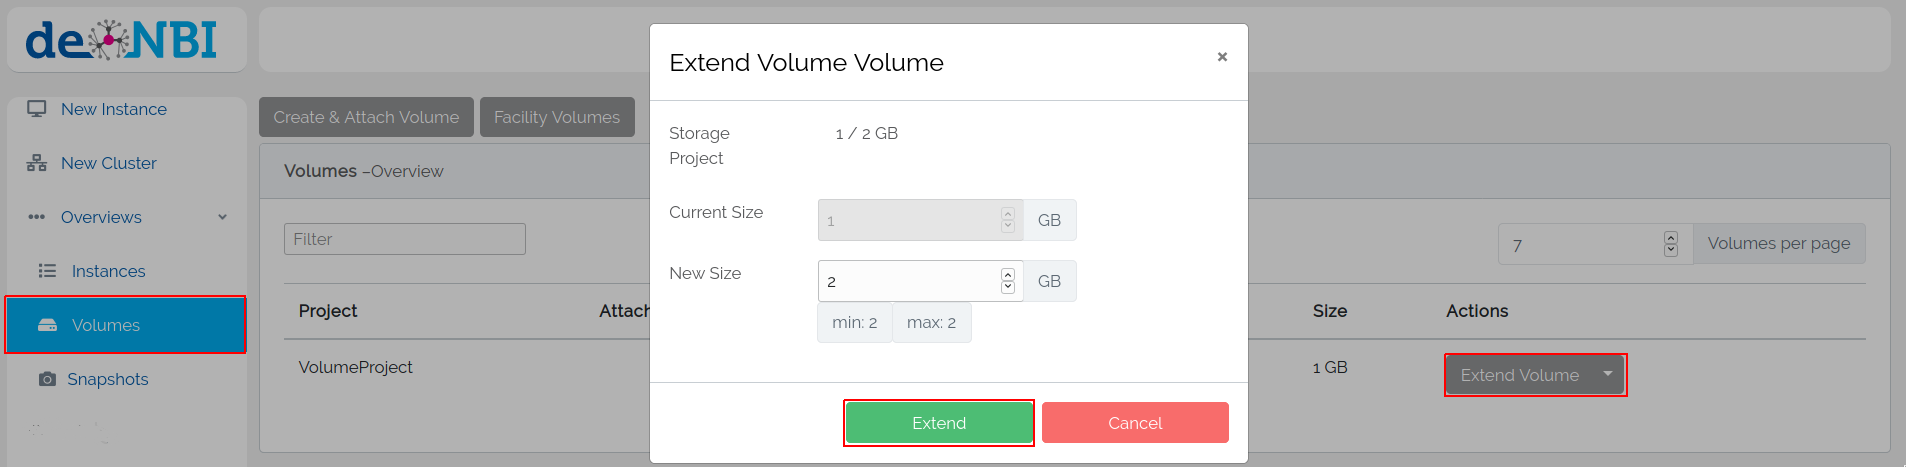 de NBI
New Instance
New Cluster
Overviews
Instances
Volumes
Snapshots
Create & Attach Volume
Facility Volumes
Volumes –Overview
Filter
7
Volumes per page
Project
Attach
Size
Actions
VolumeProject
1 GB
Extend Volume
Extend Volume Volume
×
Storage
Project
1 / 2 GB
Current Size
1
GB
New Size
2
GB
min: 2
max: 2
Extend
Cancel